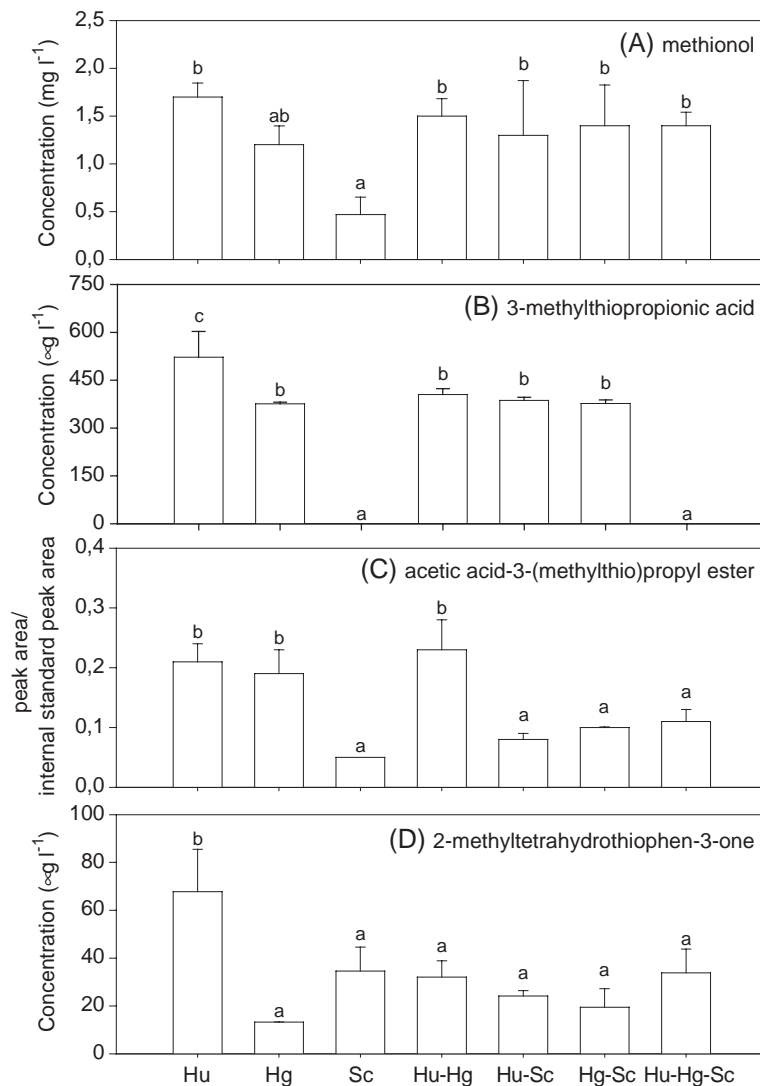 (A) methionol
Concentration (mg l-1)
2,5
2,0
1,5
1,0
0,5
0,0
b
ab
a
b
b
b
b
(B) 3-methylthiopropionic acid
Concentration (∝g l-1)
750
600
450
300
150
0
c
b
a
b
b
b
a
(C) acetic acid-3-(methylthio)propyl ester
peak area/
internal standard peak area
0,4
0,3
0,2
0,1
0,0
b
b
a
b
a
a
a
(D) 2-methyltetrahydrothiophen-3-one
Concentration (∝g l-1)
100
80
60
40
20
0
b
a
a
a
a
a
a
Hu Hg Sc Hu-Hg Hu-Sc Hg-Sc Hu-Hg-Sc